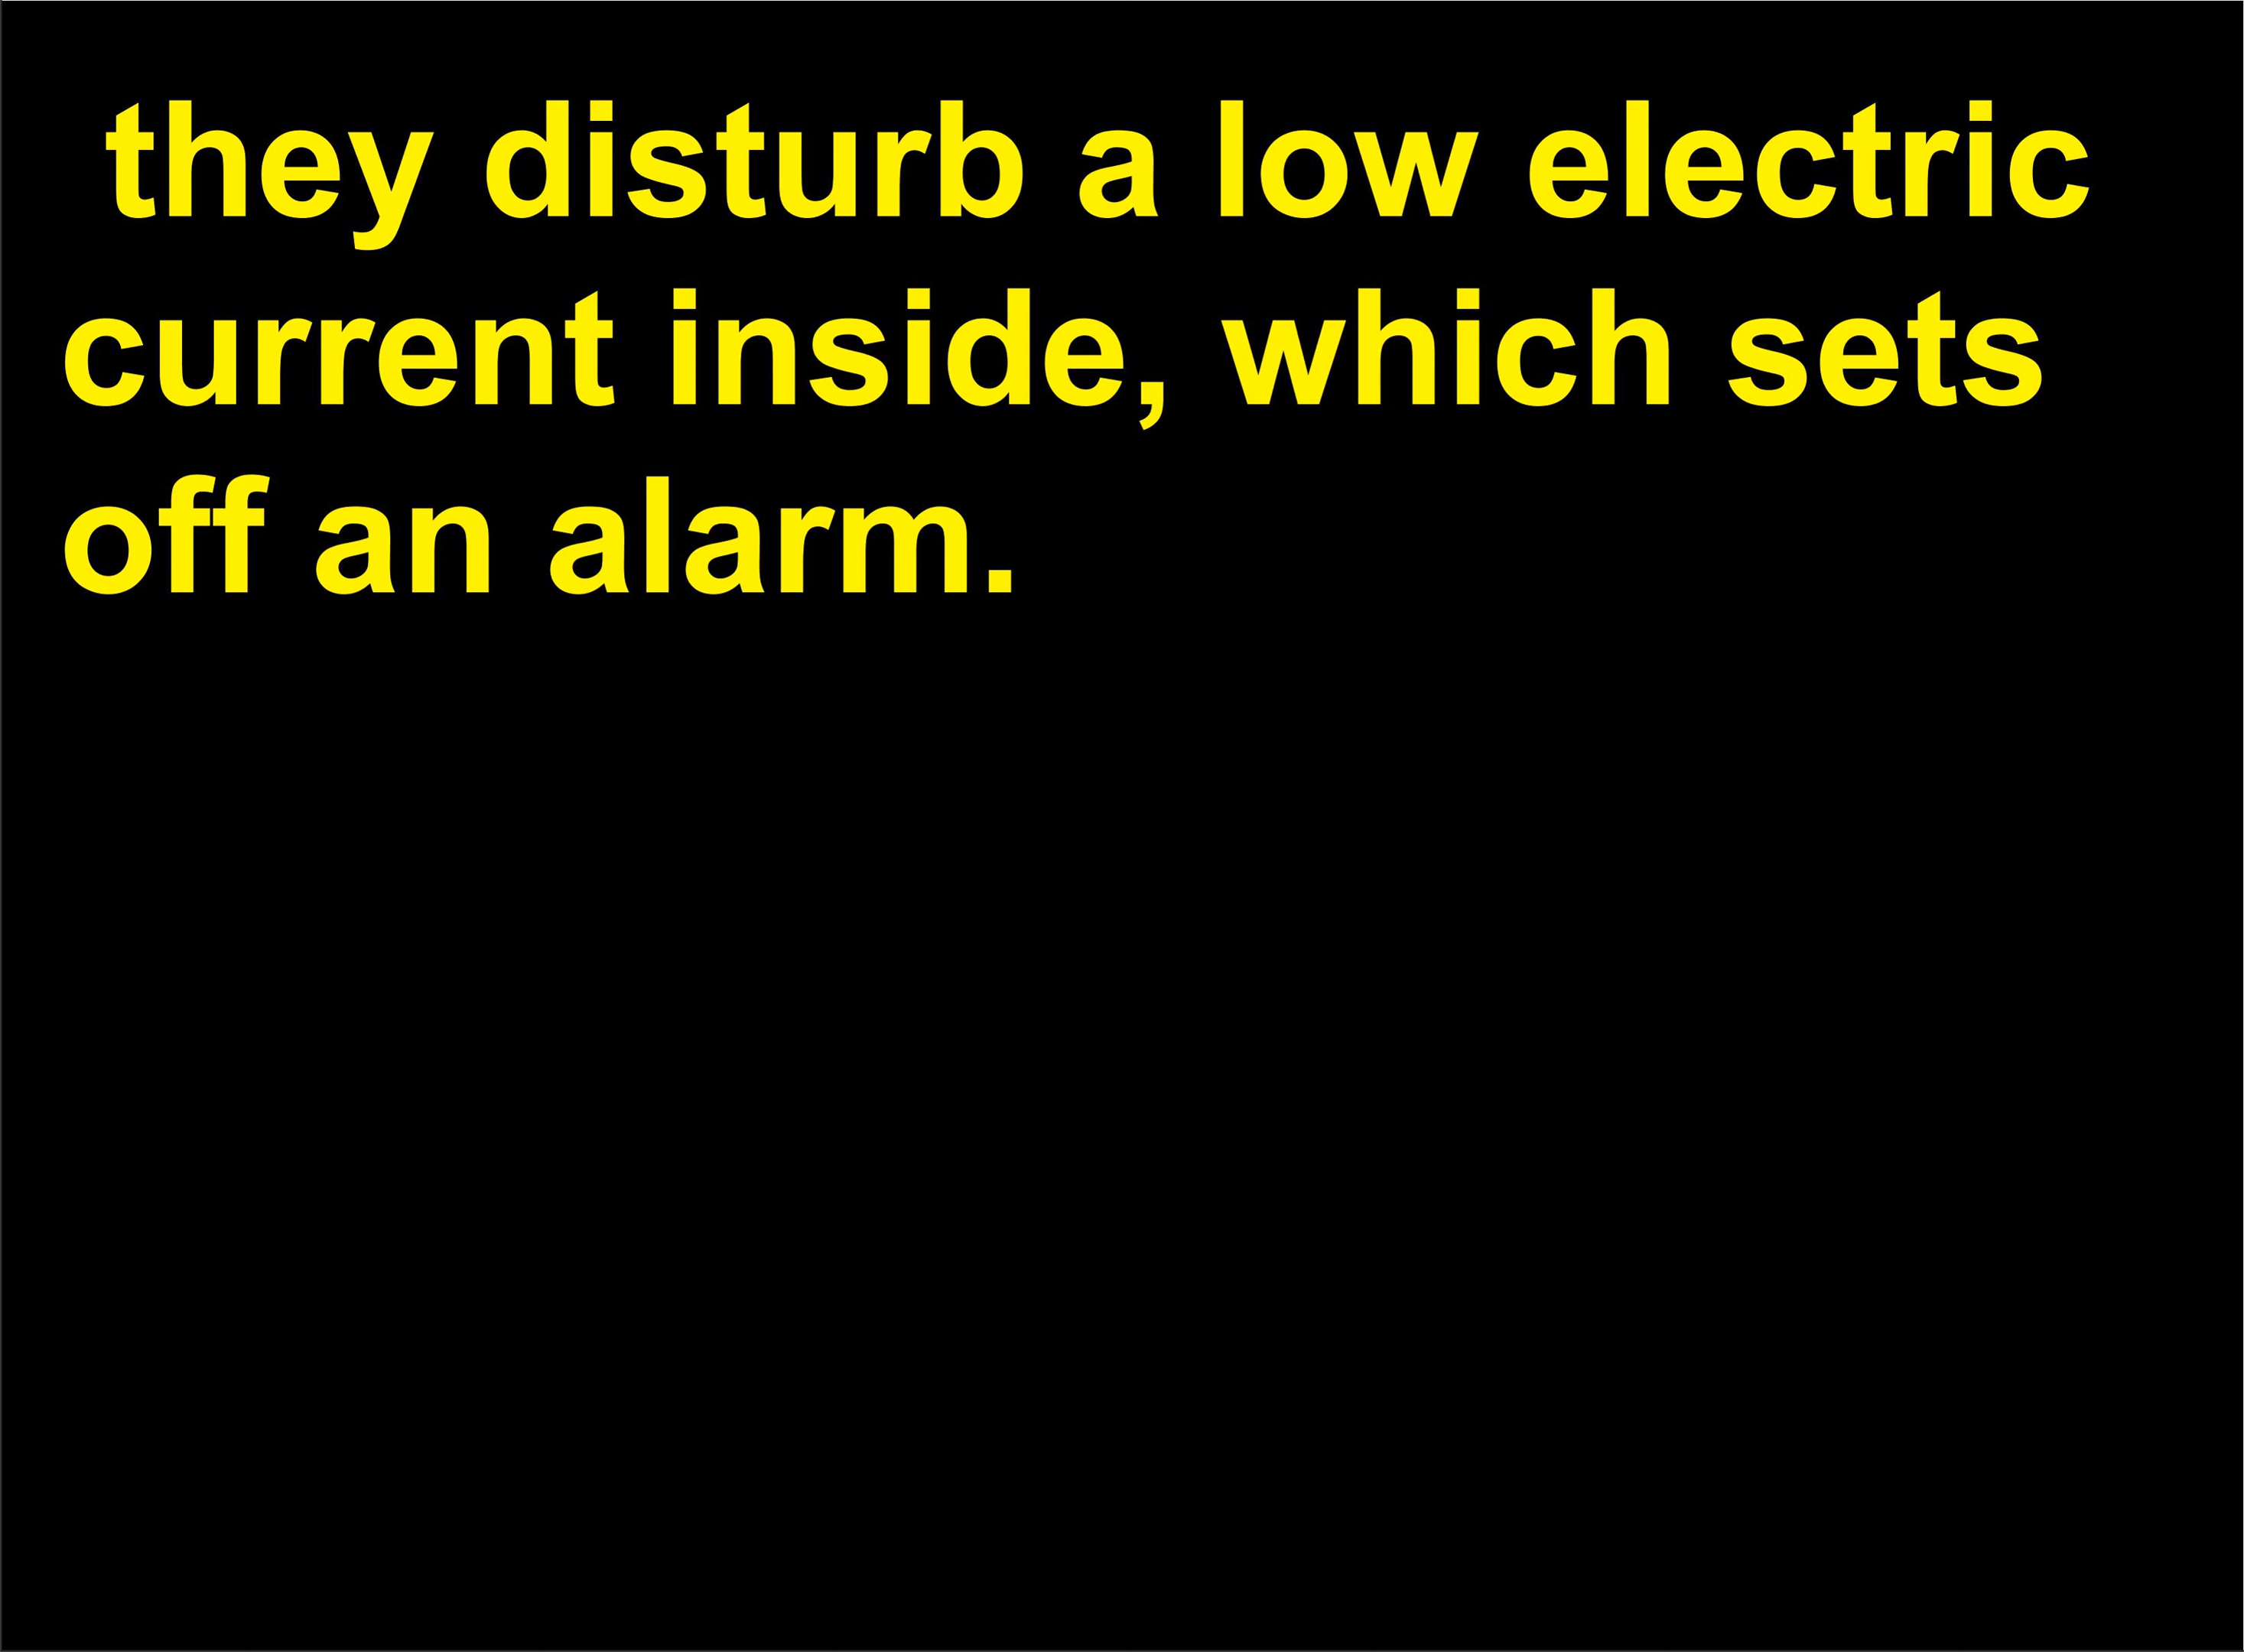 they disturb a low electric
current inside, which sets
off an alarm.